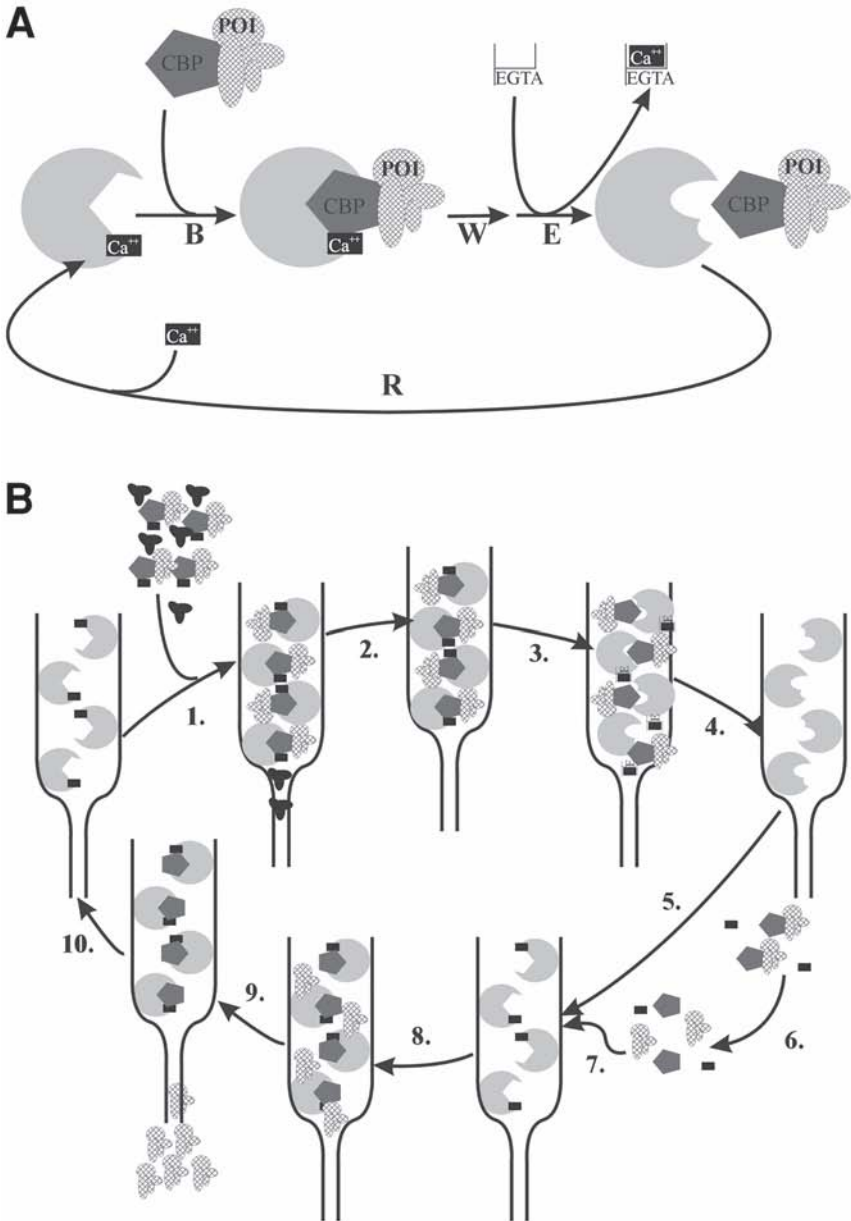 A
POI
CBP
EGTA
Ca++
EGTA
Ca++
B
CBP
POI
Ca++
W
E
CBP
POI
Ca++
R
B
1.
2.
3.
4.
5.
6.
7.
8.
9.
10.